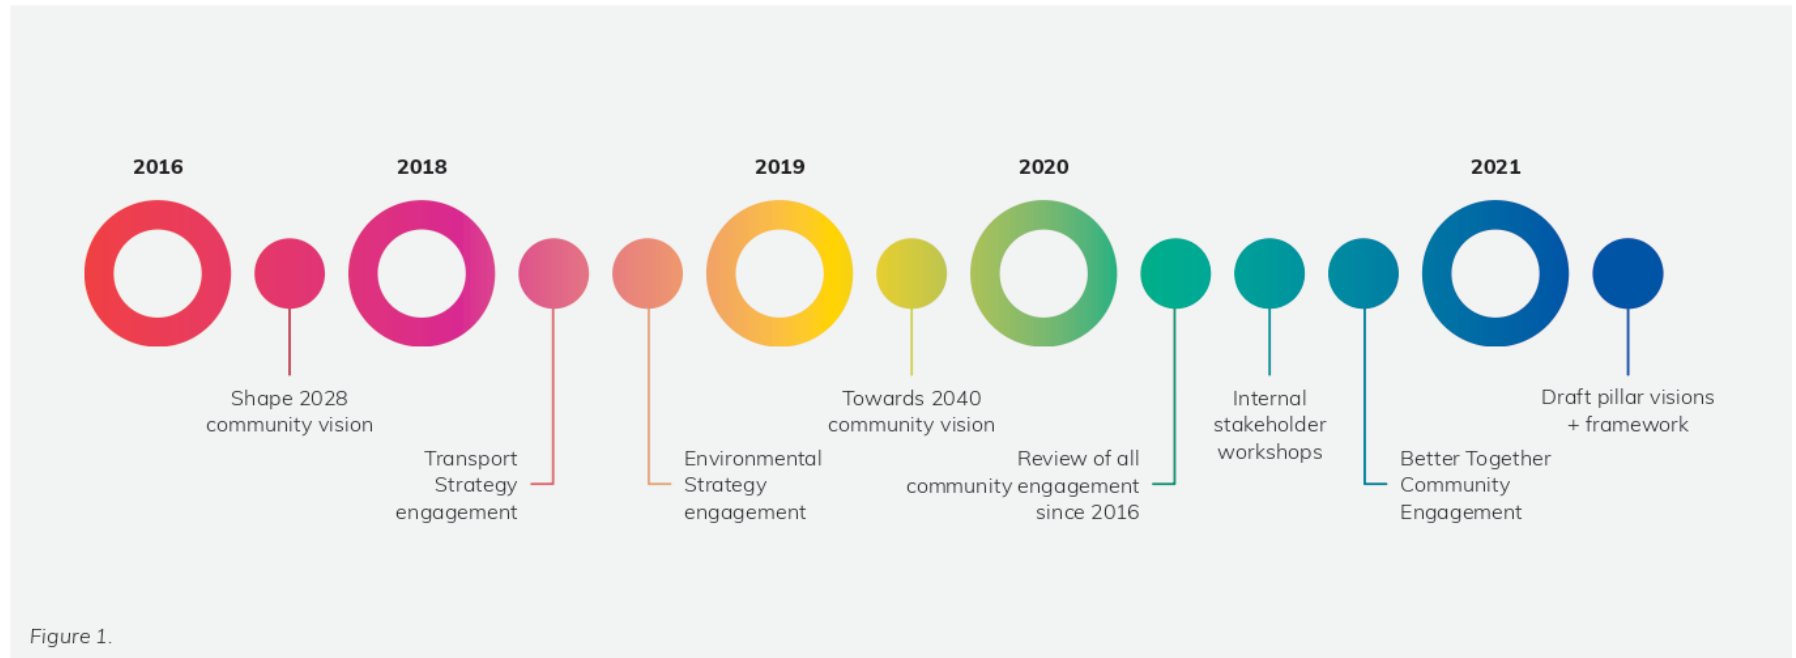 2016
2018
2019
2020
2021
Shape 2028
community vision
Transport
Strategy
engagement
Environmental
Strategy
engagement
Towards 2040
community vision
Review of all
community engagement
since 2016
Internal
stakeholder
workshops
Better Together
Community
Engagement
Draft pillar visions
+ framework
Figure 1.